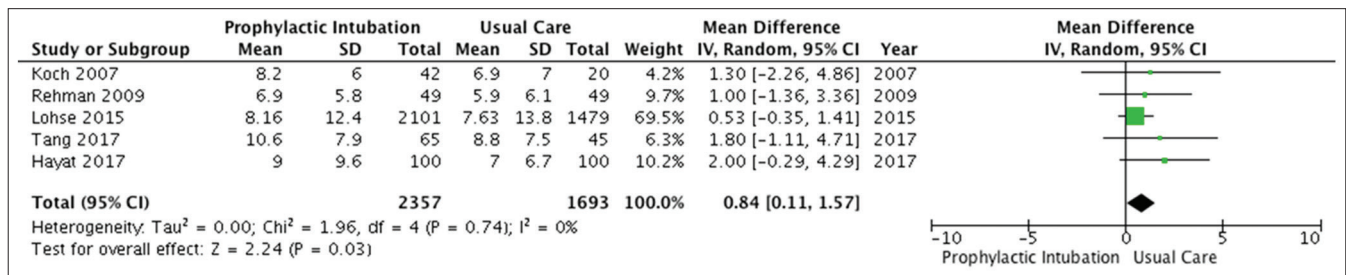 Prophylactic Intubation Usual Care Mean Difference Mean Difference
Study or Subgroup Mean SD Total Mean SD Total Weight IV, Random, 95% CI Year IV, Random, 95% CI
Koch 2007 8.2 6 42 6.9 7 20 4.2% 1.30 [-2.26, 4.86] 2007
Rehman 2009 6.9 5.8 49 5.9 6.1 49 9.7% 1.00 [-1.36, 3.36] 2009
Lohse 2015 8.16 12.4 2101 7.63 13.8 1479 69.5% 0.53 [-0.35, 1.41] 2015
Tang 2017 10.6 7.9 65 8.8 7.5 45 6.3% 1.80 [-1.11, 4.71] 2017
Hayat 2017 9 9.6 100 7 6.7 100 10.2% 2.00 [-0.29, 4.29] 2017
Total (95% CI) 2357 1693 100.0% 0.84 [0.11, 1.57]
Heterogeneity: Tau² = 0.00; Chi² = 1.96, df = 4 (P = 0.74); I² = 0%
Test for overall effect: Z = 2.24 (P = 0.03)
-10 -5 0 5 10
Prophylactic Intubation Usual Care